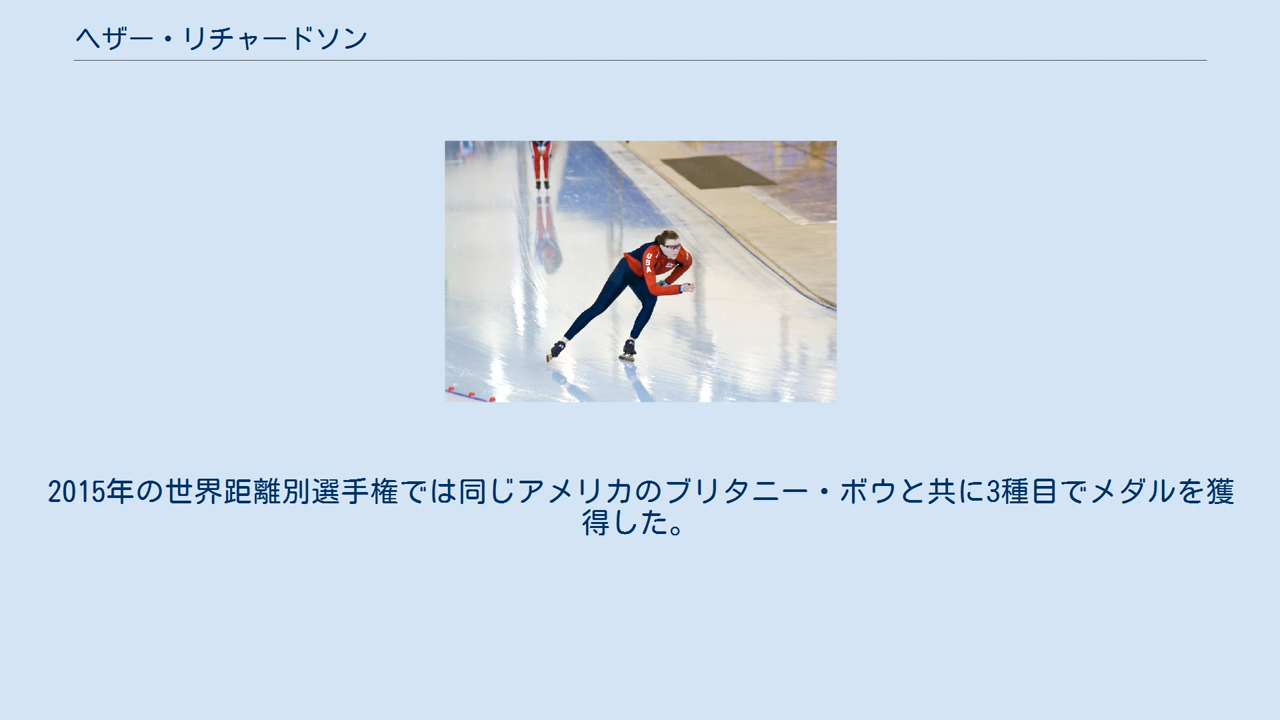 ヘザー・リチャードソン
USA
2015年の世界距離別選手権では同じアメリカのブリタニー・ボウと共に3種目でメダルを獲
得した。